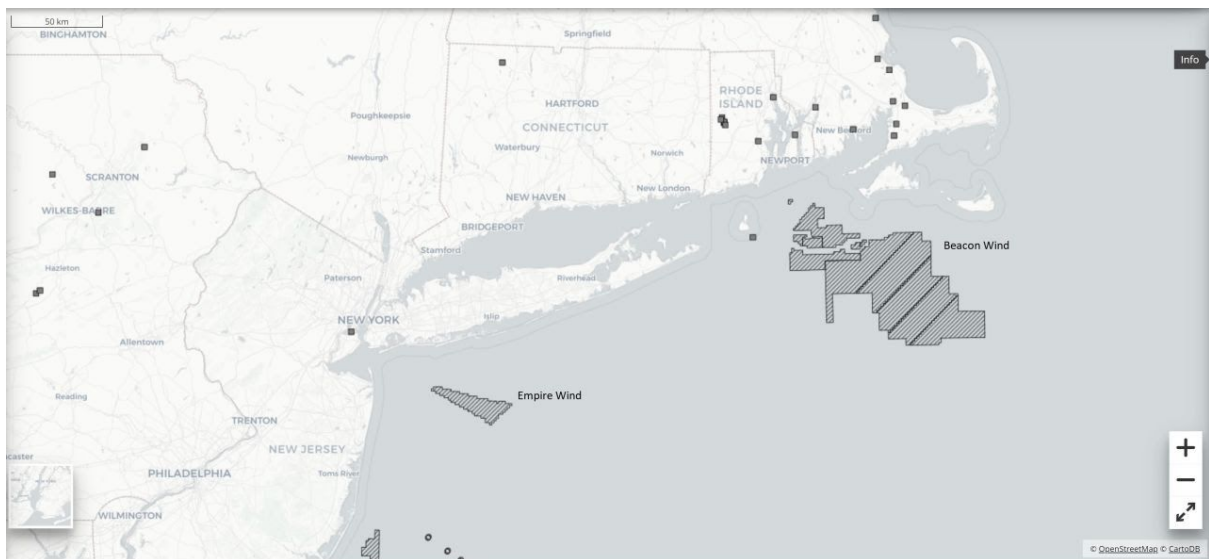 50 km
BINGHAMTON
Springfield
Info
HARTFORD
RHODE
ISLAND
Poughkeepsie
CONNECTICUT
New Bedford
Waterbury
Norwich
Newburgh
NEWPORT
SCRANTON
New London
NEW HAVEN
WILKES-BARRE
BRIDGEPORT
Stamford
Beacon Wind
Hazleton
Paterson
Riverhead
NEW YORK
Islip
Allentown
Reading
Empire Wind
TRENTON
NEW JERSEY
caster
PHILADELPHIA
Toms River
WILMINGTON
© OpenStreetMap © CartoDB